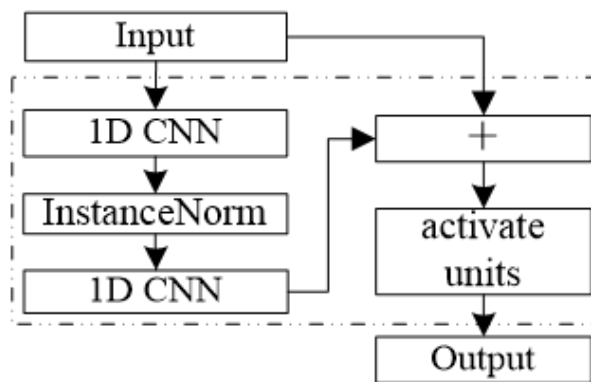 Input
1D CNN
InstanceNorm
1D CNN
+
activate
units
Output